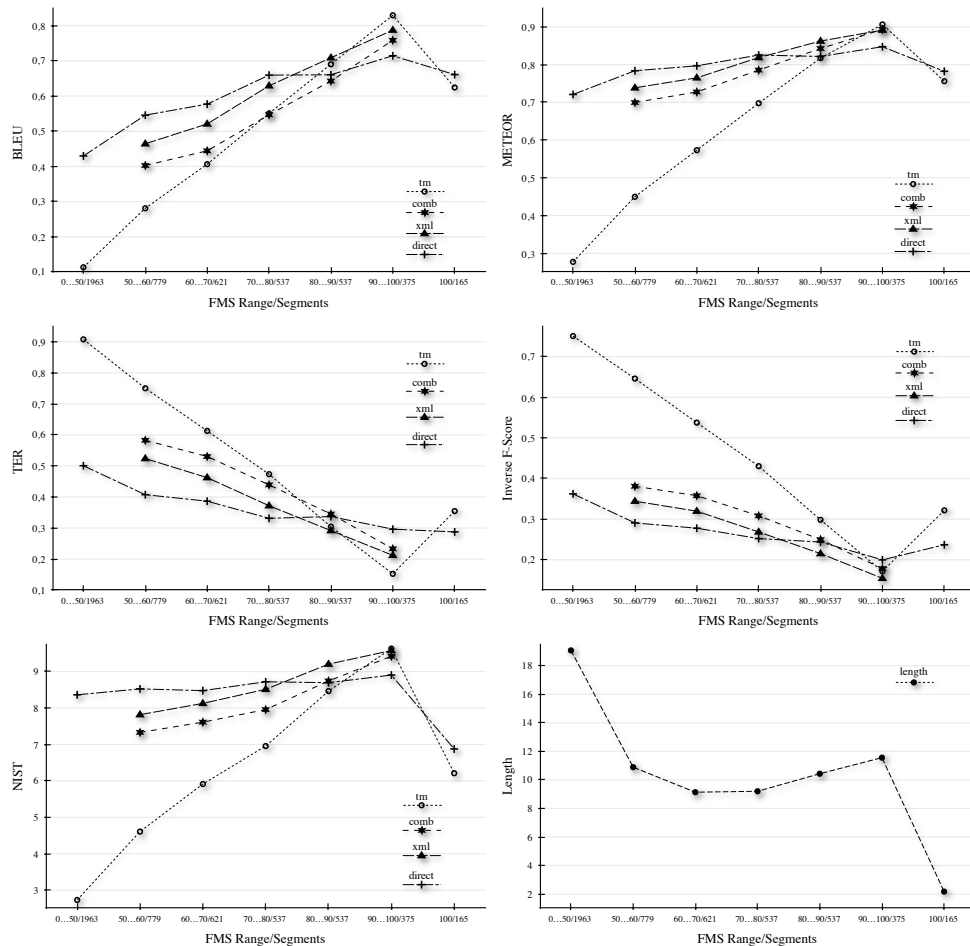 0,8
0,7
0,6
0,5
0,4
0,3
0,2
0,1
BLEU
tm
comb
xml
direct
0…50/1963 50…60/779 60…70/621 70…80/537 80…90/537 90…100/375 100/165
FMS Range/Segments
0,9
0,8
0,7
0,6
0,5
0,4
0,3
METEOR
tm
comb
xml
direct
0…50/1963 50…60/779 60…70/621 70…80/537 80…90/537 90…100/375 100/165
FMS Range/Segments
0,9
0,8
0,7
0,6
0,5
0,4
0,3
0,2
0,1
TER
tm
comb
xml
direct
0…50/1963 50…60/779 60…70/621 70…80/537 80…90/537 90…100/375 100/165
FMS Range/Segments
0,7
0,6
0,5
0,4
0,3
0,2
Inverse F-Score
tm
comb
xml
direct
0…50/1963 50…60/779 60…70/621 70…80/537 80…90/537 90…100/375 100/165
FMS Range/Segments
9
8
7
6
5
4
3
NIST
tm
comb
xml
direct
0…50/1963 50…60/779 60…70/621 70…80/537 80…90/537 90…100/375 100/165
FMS Range/Segments
18
16
14
12
10
8
6
4
2
Length
length
0…50/1963 50…60/779 60…70/621 70…80/537 80…90/537 90…100/375 100/165
FMS Range/Segments